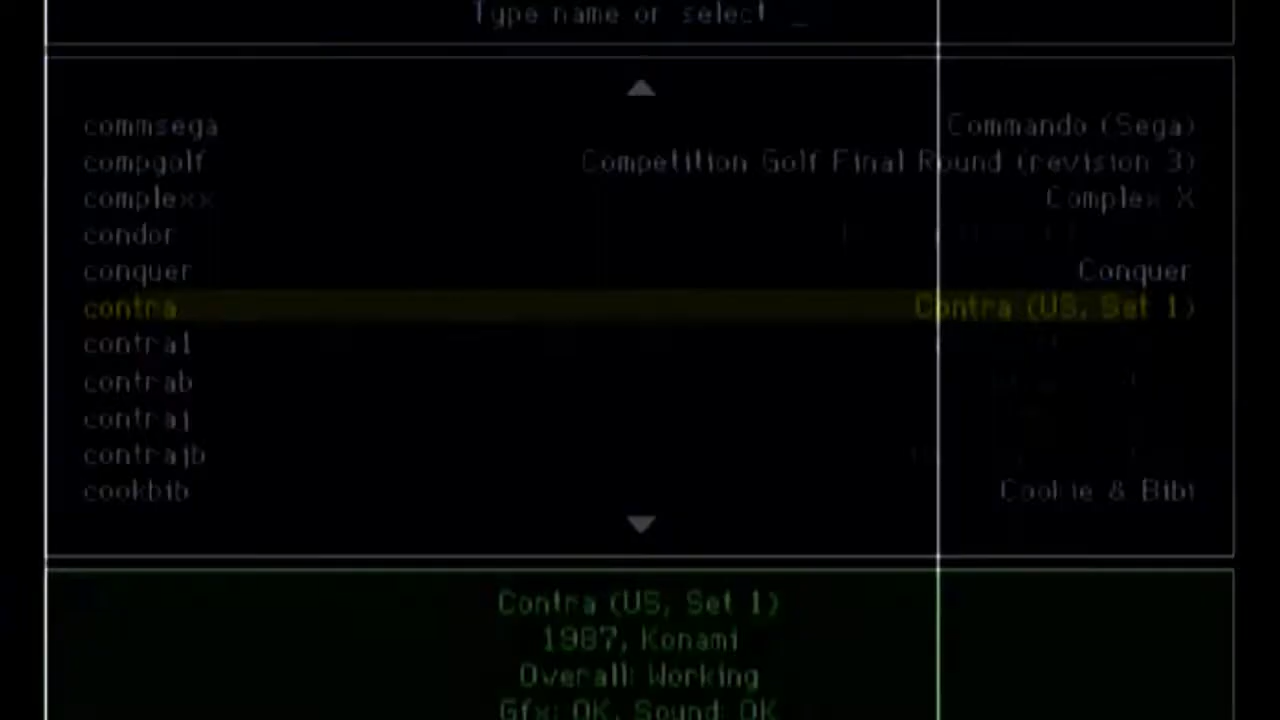 Type name or select _
commsega Commando (Sega)
compgolf Competition Golf Final Round (revision 3)
complexx Complex X
condor
conquer Conquer
contra Contra (US, Set 1)
contra1
contrab
contraj
contrajb
cookbib Cookie & Bibi
Contra (US, Set 1)
1987, Konami
Overall: Working
Gfx: OK, Sound: OK